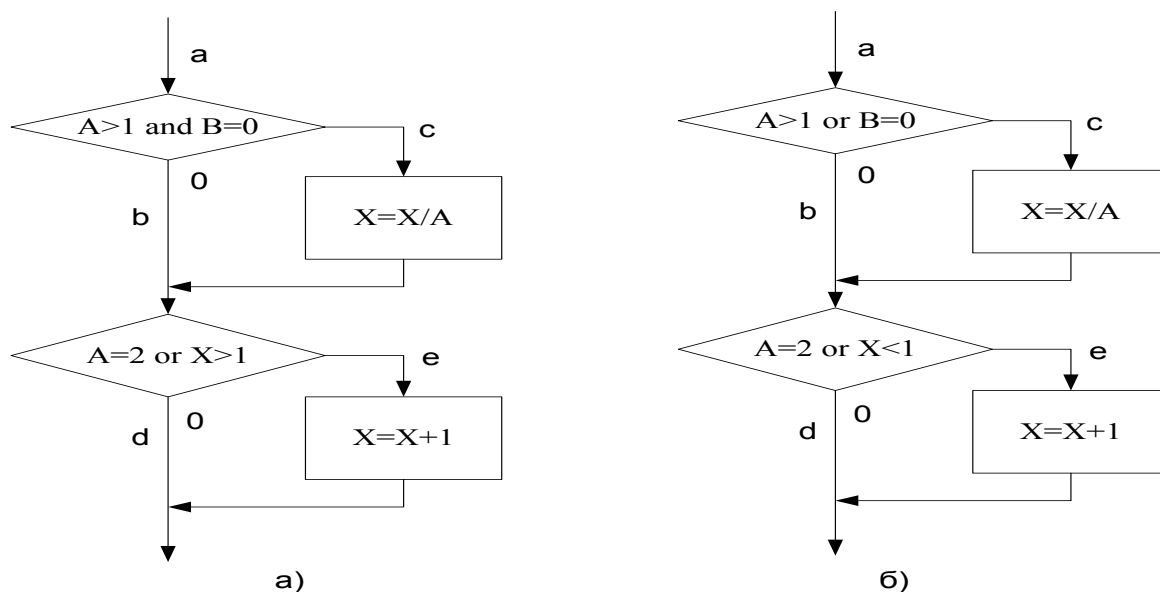 a
A>1 and B=0
c
0
b
X=X/A
A=2 or X>1
e
0
d
X=X+1
а)
a
A>1 or B=0
c
0
b
X=X/A
A=2 or X<1
e
0
d
X=X+1
б)